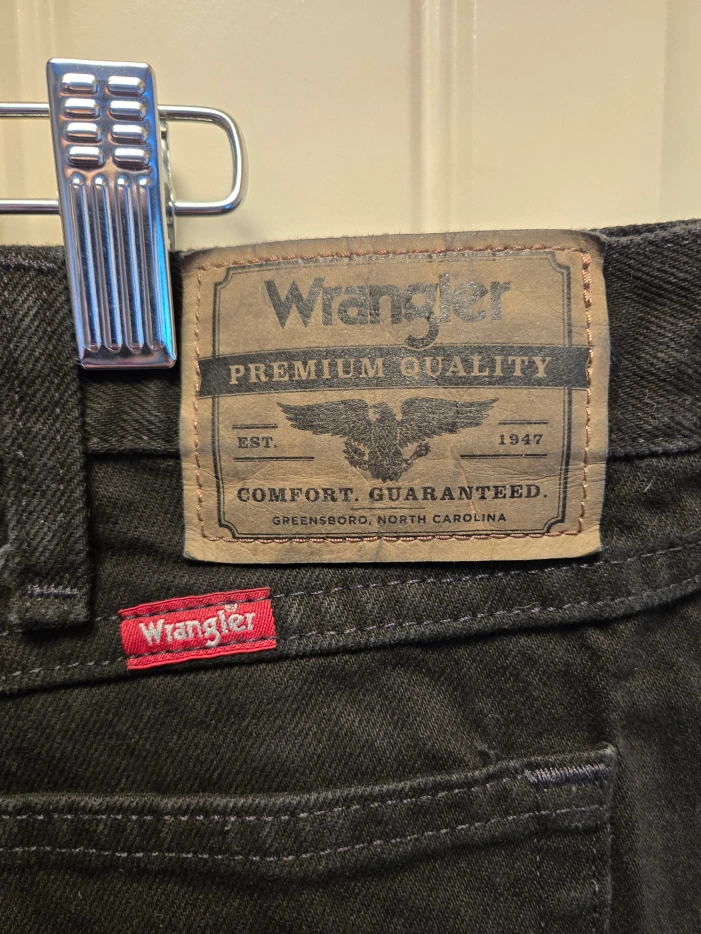 Wrangler
PREMIUM QUALITY
EST. 1947
COMFORT. GUARANTEED.
GREENSBORO, NORTH CAROLINA
Wrangler®